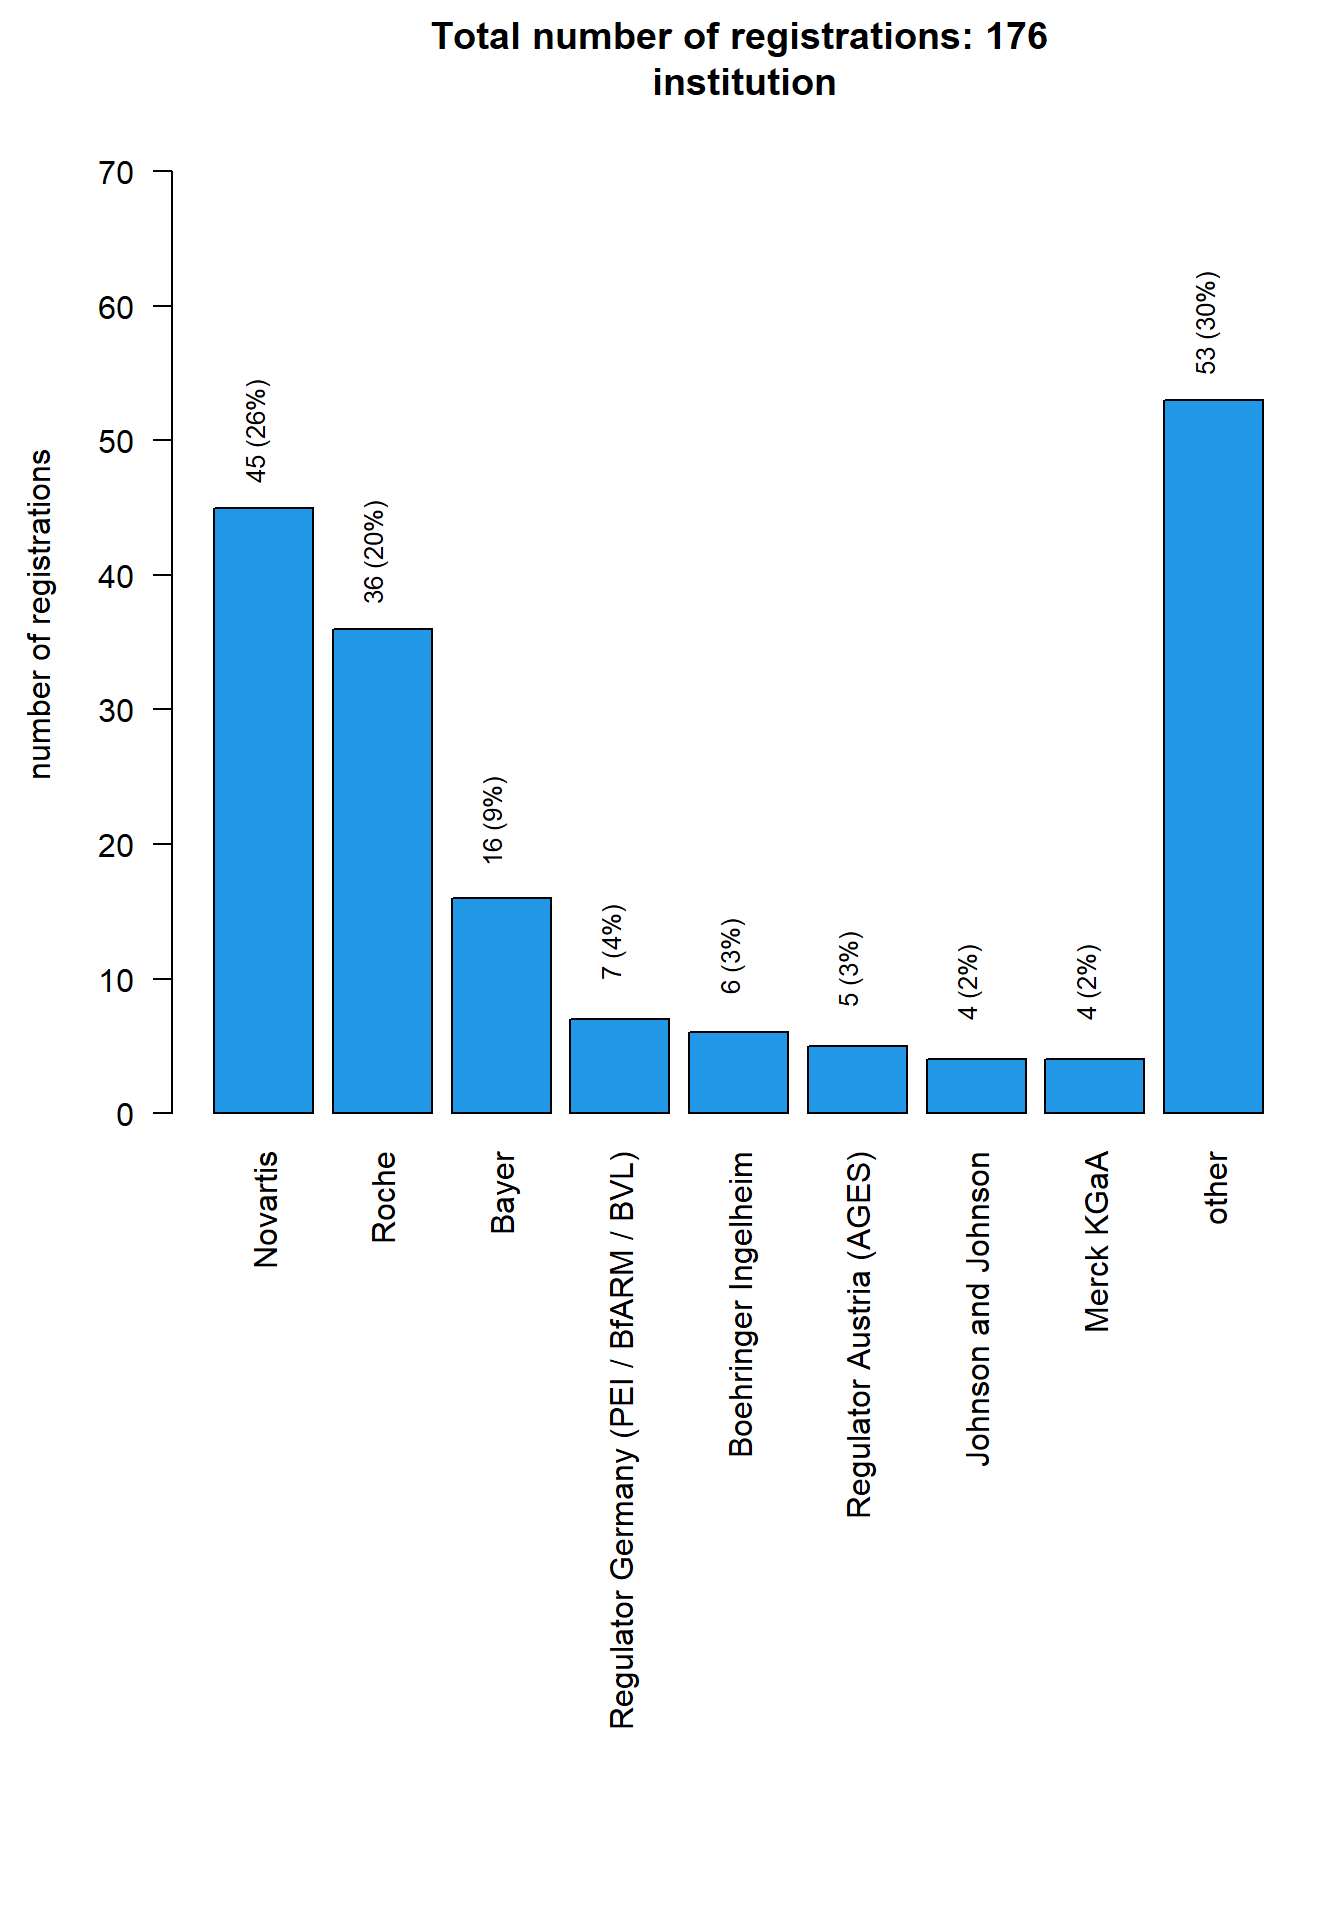 Total number of registrations: 176
institution
number of registrations
70
60
50
40
30
20
10
0
45 (26%)
36 (20%)
16 (9%)
7 (4%)
6 (3%)
5 (3%)
4 (2%)
4 (2%)
53 (30%)
Novartis
Roche
Bayer
Regulator Germany (PEI / BfARM / BVL)
Boehringer Ingelheim
Regulator Austria (AGES)
Johnson and Johnson
Merck KGaA
other